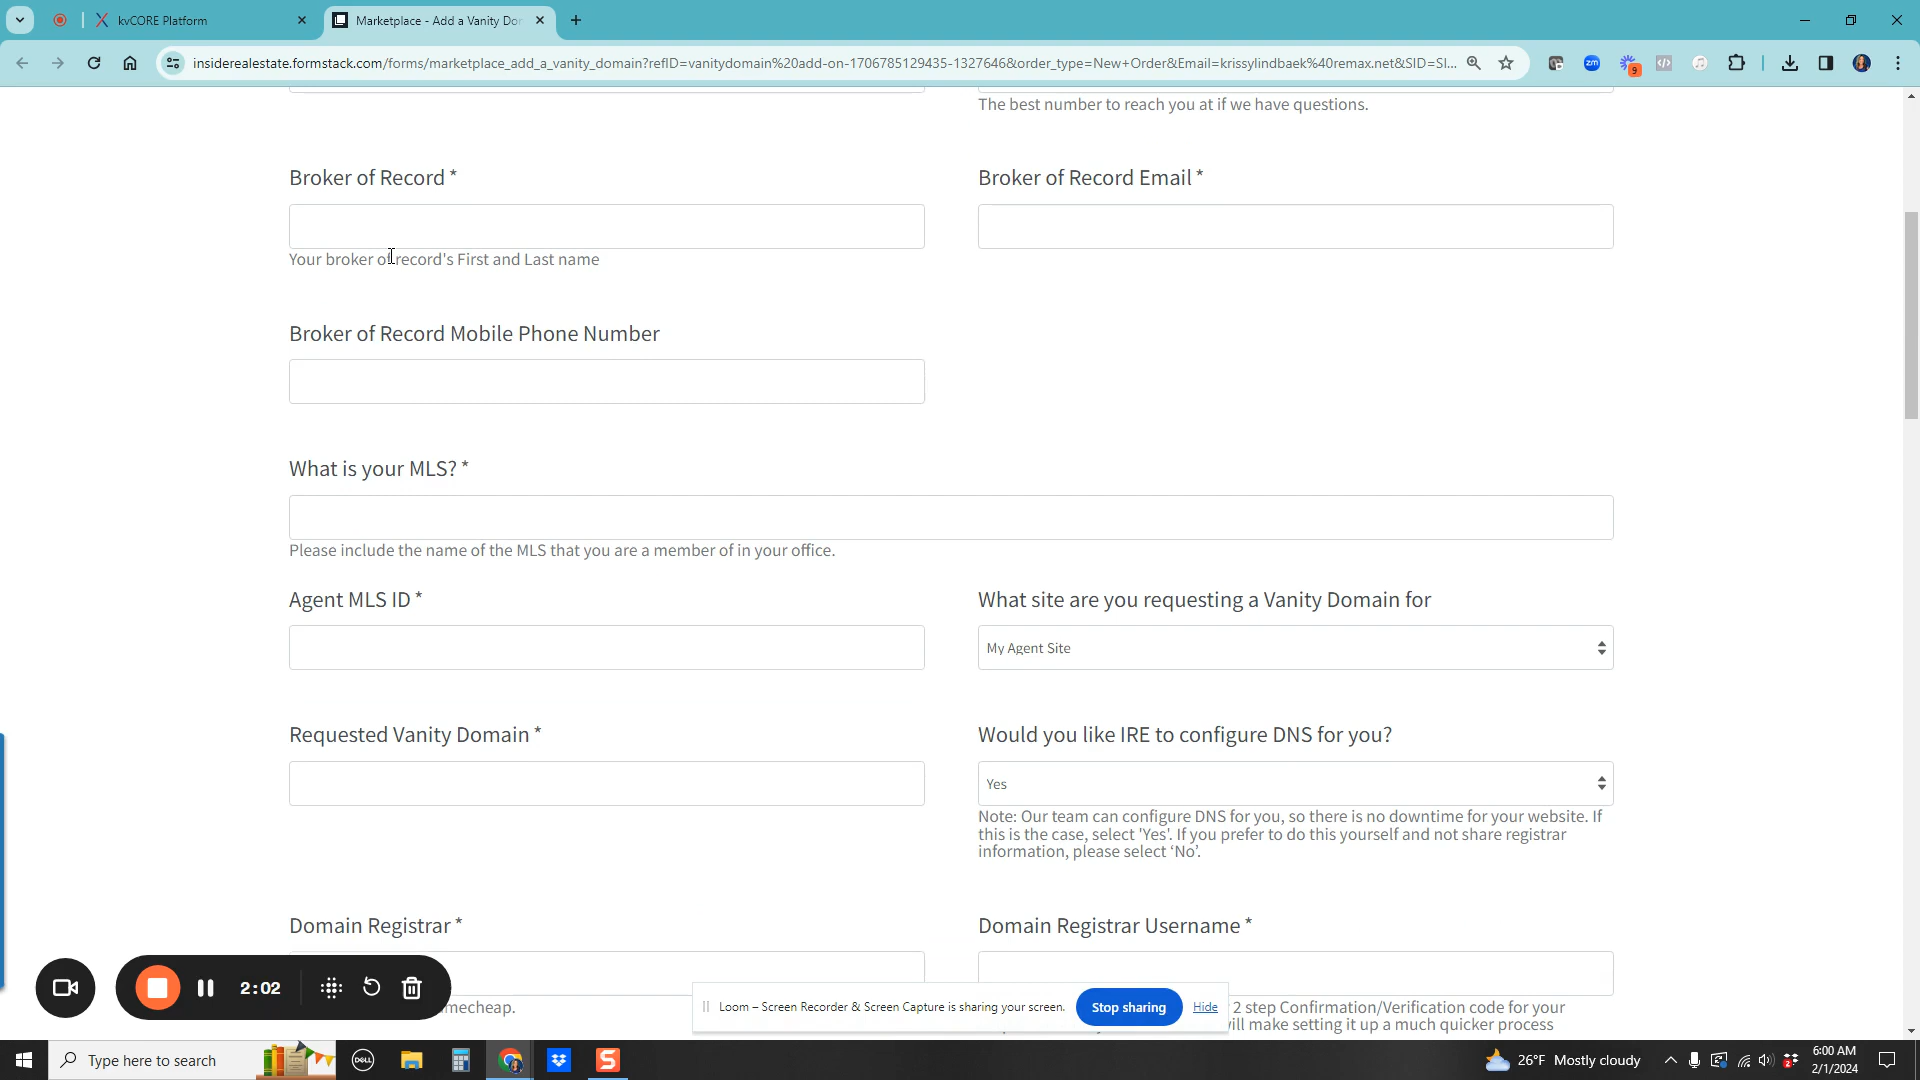 kvCORE Platform
Marketplace - Add a Vanity Do
insiderealestate.formstack.com/forms/marketplace_add_a_vanity_domain?refID=vanitydomain%20add-on-1706785129435-1327646&order_type=New+Order&Email=krissylindbaek%40remax.net&SID=SI...
zm
9
The best number to reach you at if we have questions.
Broker of Record *
Broker of Record Email *
Your broker of record's First and Last name
Broker of Record Mobile Phone Number
What is your MLS? *
Please include the name of the MLS that you are a member of in your office.
Agent MLS ID *
What site are you requesting a Vanity Domain for
My Agent Site
Requested Vanity Domain *
Would you like IRE to configure DNS for you?
Yes
Note: Our team can configure DNS for you, so there is no downtime for your website. If
this is the case, select 'Yes'. If you prefer to do this yourself and not share registrar
information, please select ‘No’.
Domain Registrar *
Domain Registrar Username *
2:02
mecheap.
Loom – Screen Recorder & Screen Capture is sharing your screen.
Stop sharing
Hide
2 step Confirmation/Verification code for your
ill make setting it up a much quicker process
Type here to search
DELL
S
26°F Mostly cloudy
2
6:00 AM
2/1/2024